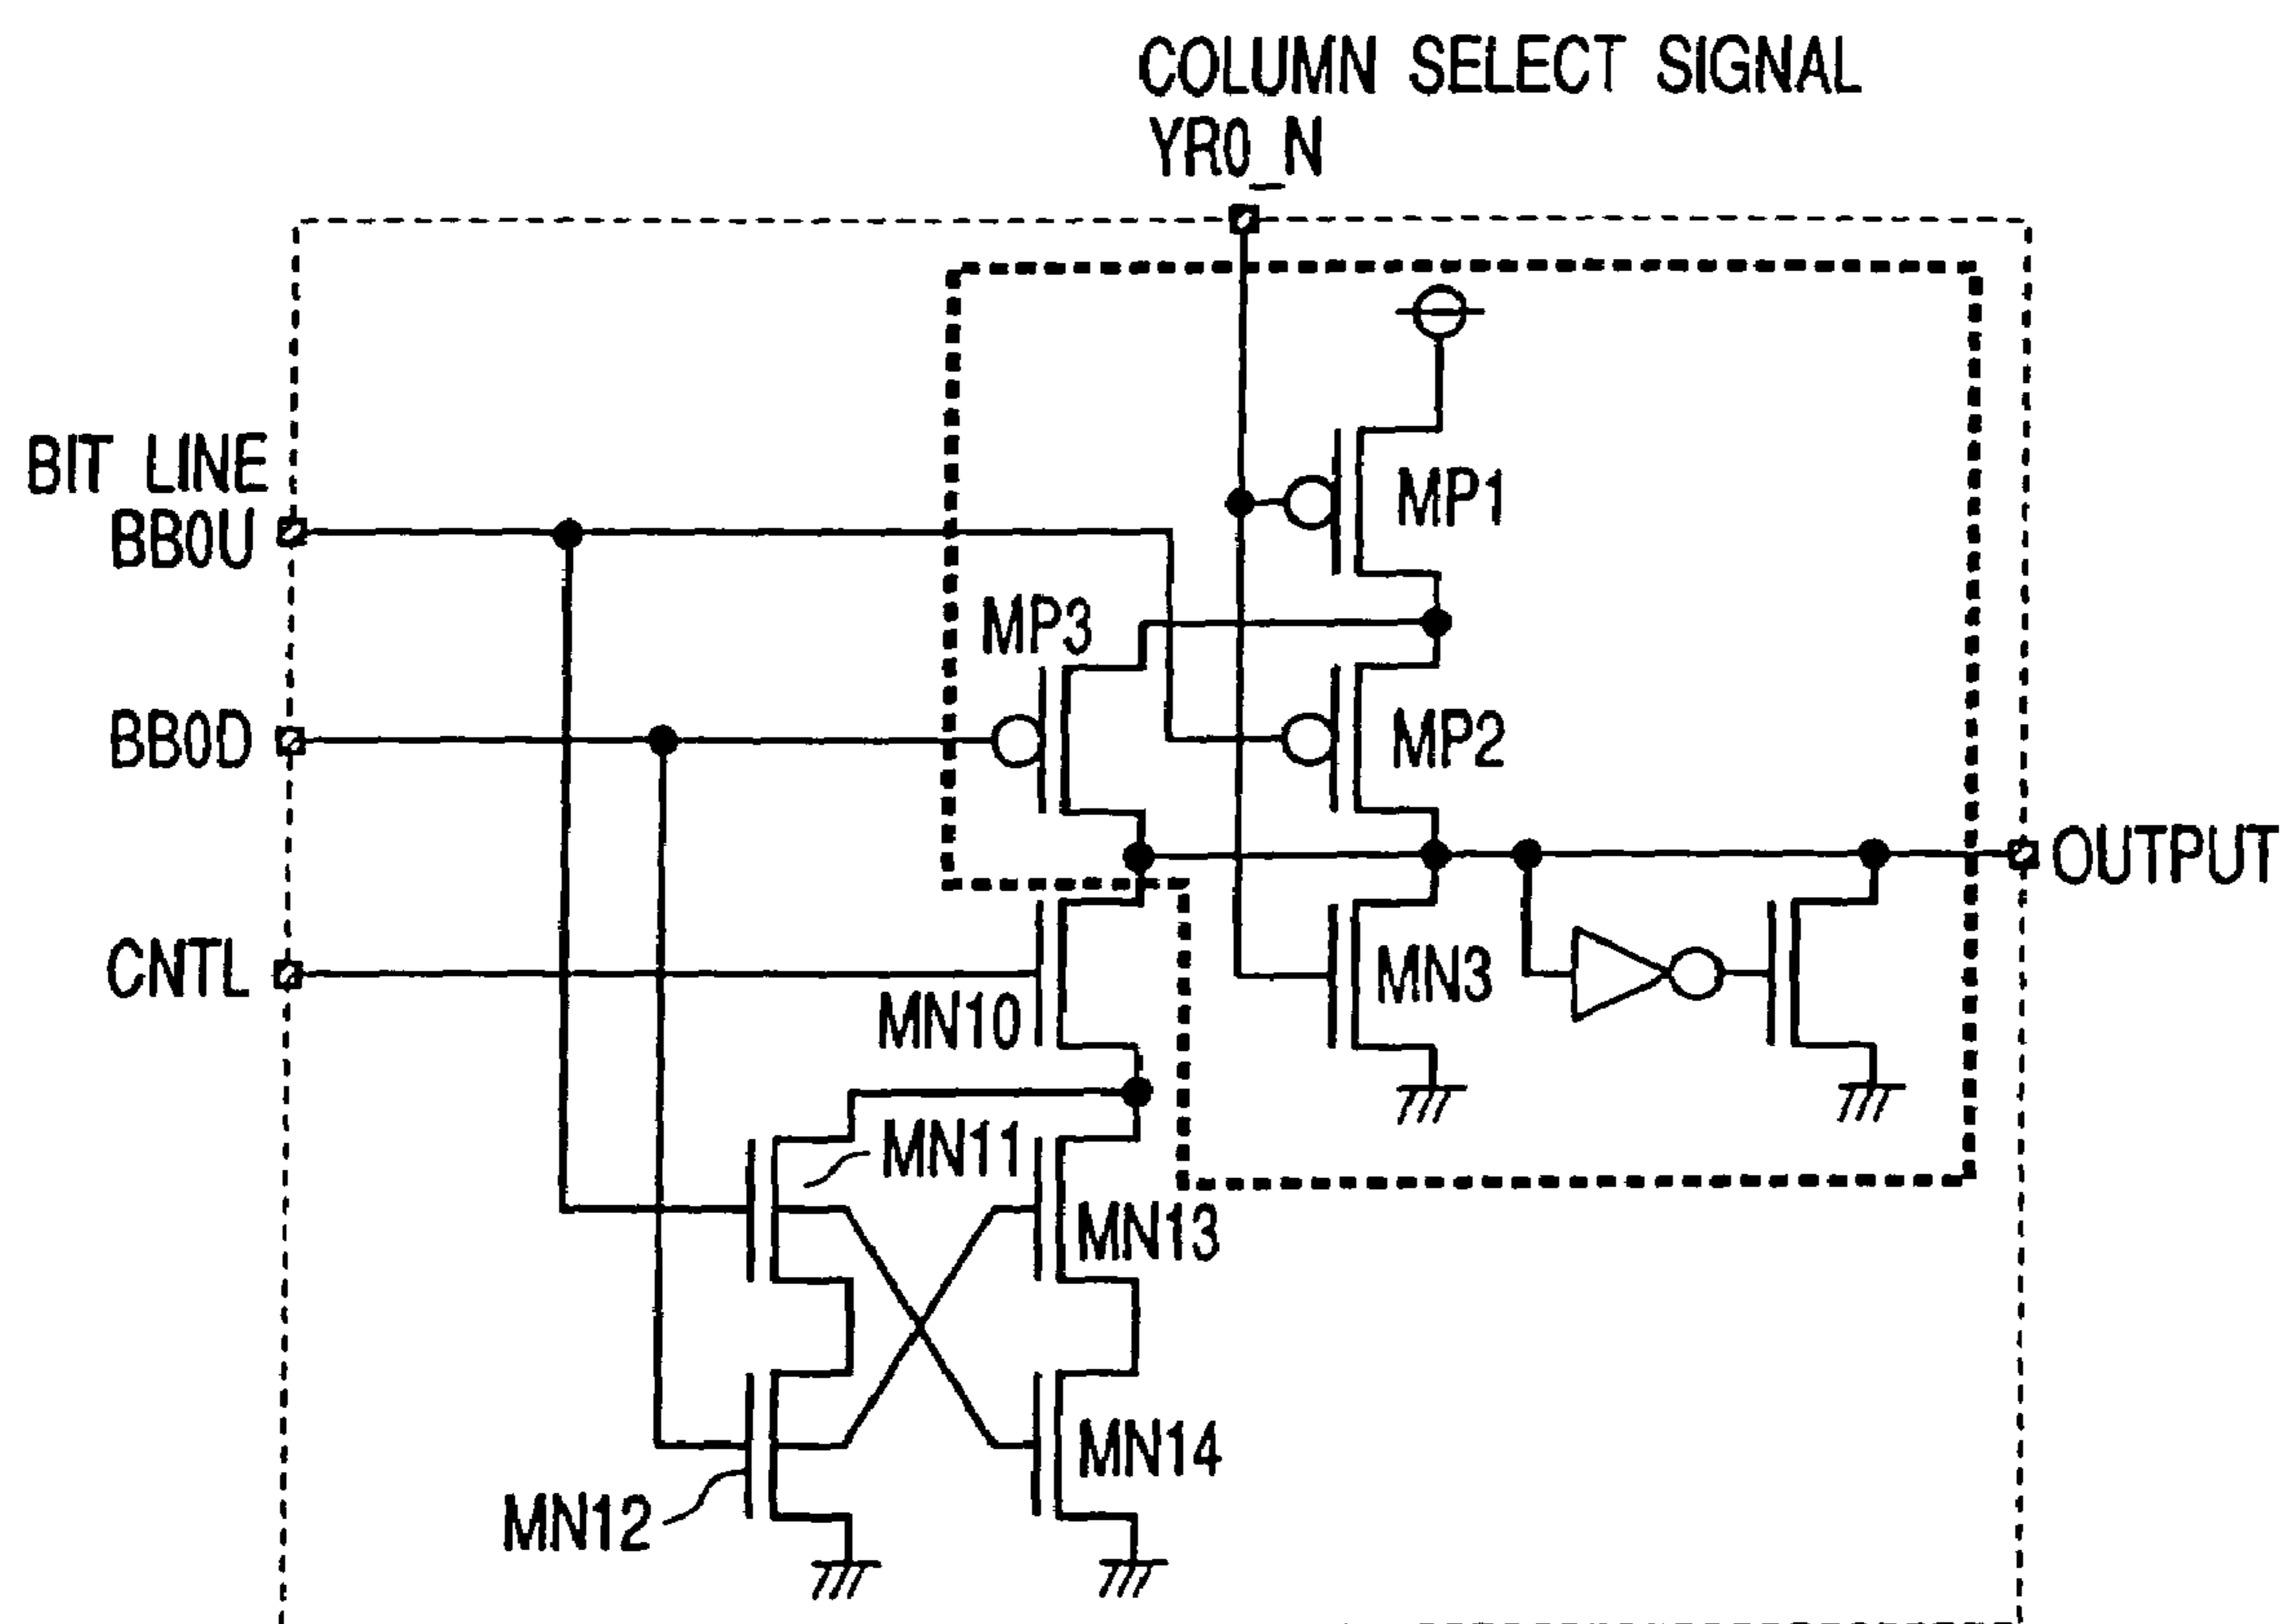 COLUMN SELECT SIGNAL
YR0_N
BIT LINE
BB0U
MP1
MP3
BB0D
MP2
OUTPUT
CNTL
MN10
MN3
MN11
MN13
MN12
MN14